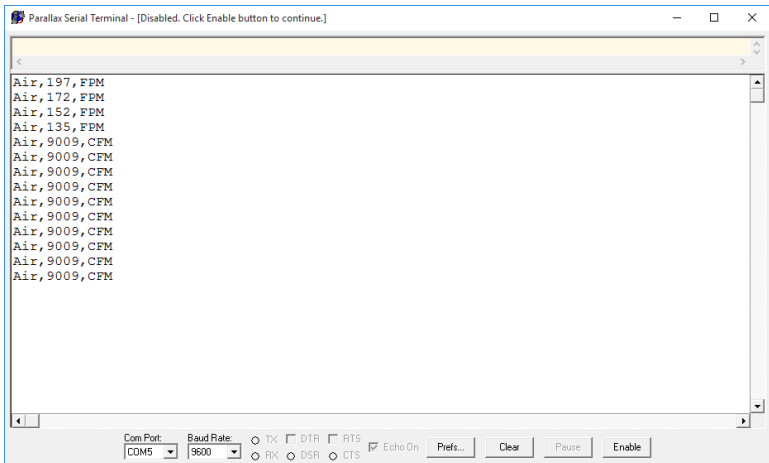 Parallax Serial Terminal - [Disabled. Click Enable button to continue.]
Air,197,FPM
Air,172,FPM
Air,152,FPM
Air,135,FPM
Air,9009,CFM
Air,9009,CFM
Air,9009,CFM
Air,9009,CFM
Air,9009,CFM
Air,9009,CFM
Air,9009,CFM
Air,9009,CFM
Air,9009,CFM
Air,9009,CFM
Com Port: Baud Rate: TX DTR RTS
COM5 9600 RX DSR CTS Echo On Prefs... Clear Pause Enable